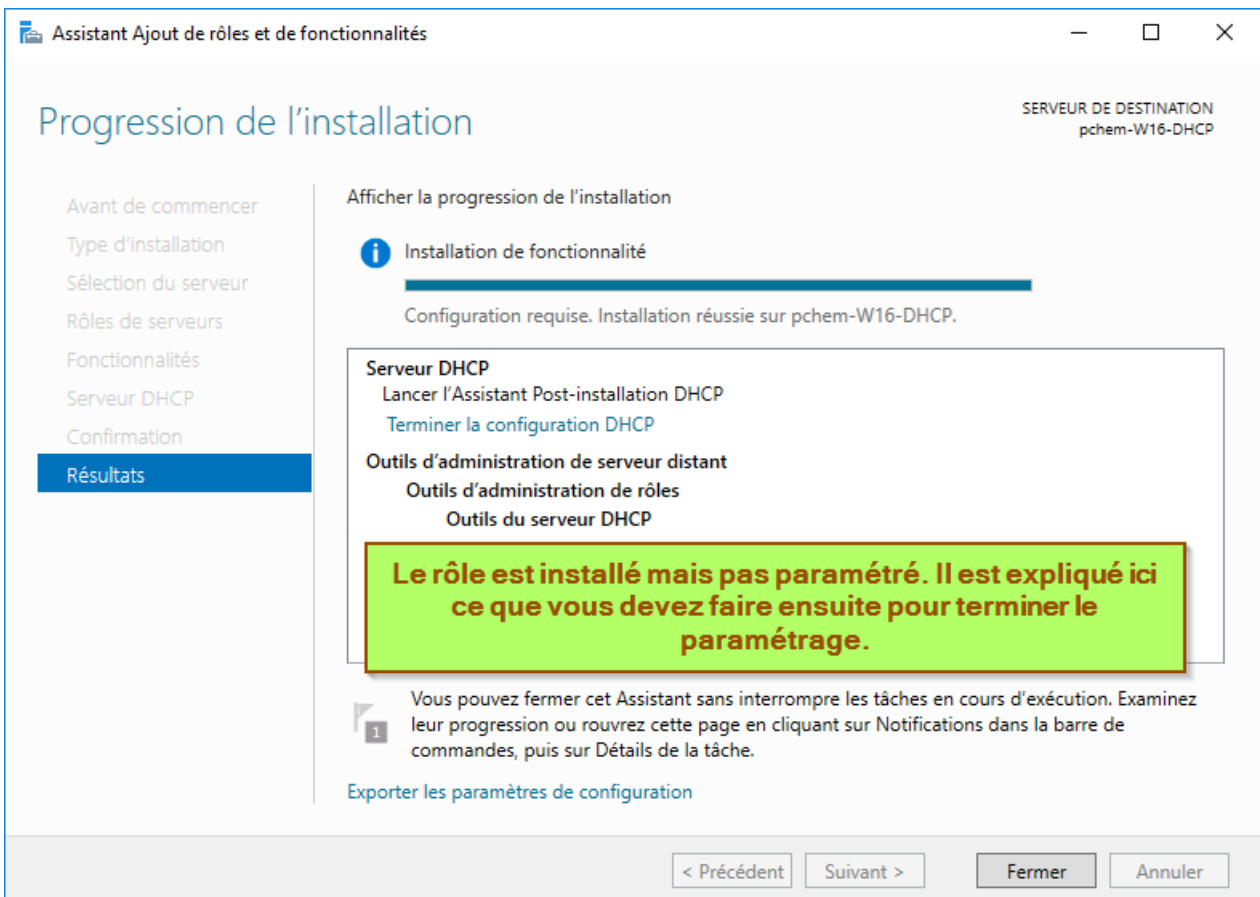 Assistant Ajout de rôles et de fonctionnalités
Progression de l'installation
SERVEUR DE DESTINATION
pchem-W16-DHCP
Avant de commencer
Type d'installation
Sélection du serveur
Rôles de serveurs
Fonctionnalités
Serveur DHCP
Confirmation
Résultats
Afficher la progression de l'installation
Installation de fonctionnalité
Configuration requise. Installation réussie sur pchem-W16-DHCP.
Serveur DHCP
Lancer l'Assistant Post-installation DHCP
Terminer la configuration DHCP
Outils d'administration de serveur distant
Outils d'administration de rôles
Outils du serveur DHCP
Le rôle est installé mais pas paramétré. Il est expliqué ici
ce que vous devez faire ensuite pour terminer le
paramétrage.
1
Vous pouvez fermer cet Assistant sans interrompre les tâches en cours d'exécution. Examinez
leur progression ou rouvrez cette page en cliquant sur Notifications dans la barre de
commandes, puis sur Détails de la tâche.
Exporter les paramètres de configuration
< Précédent
Suivant >
Fermer
Annuler